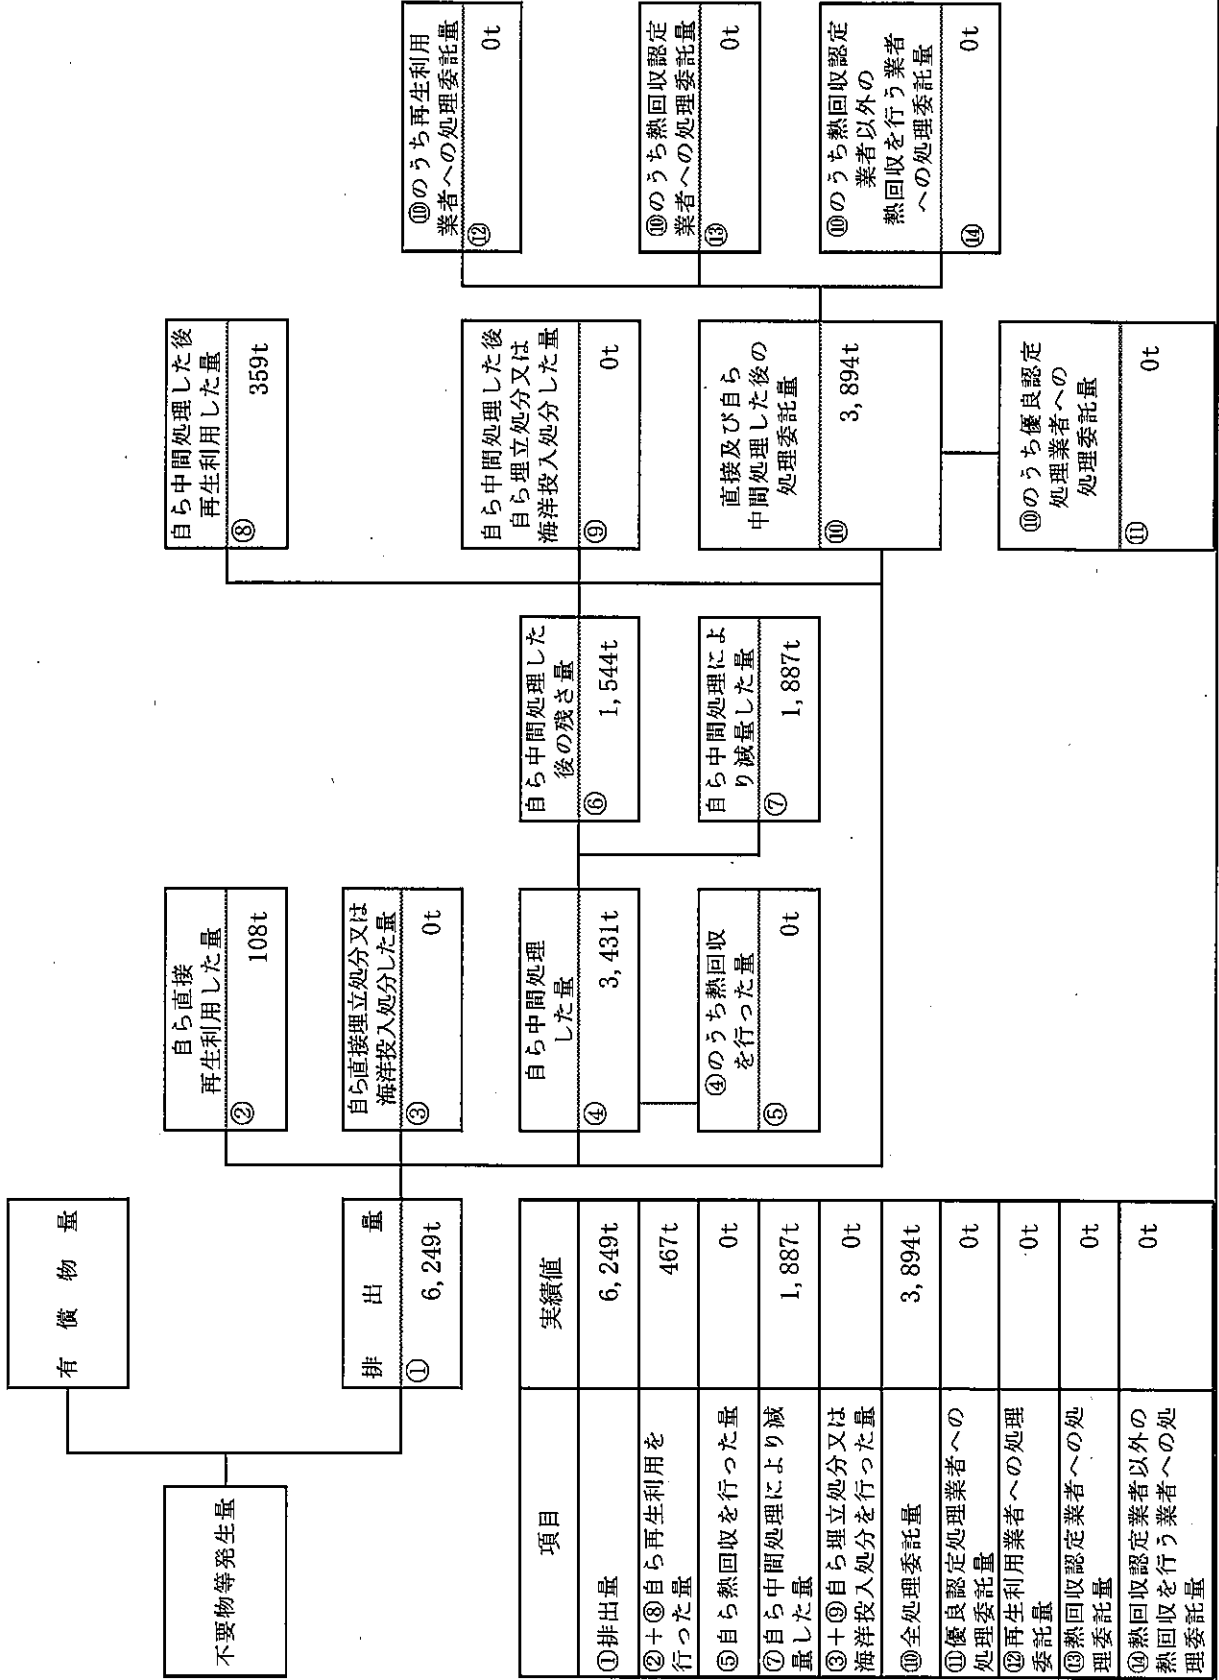 不要物等発生量
有償物量
排出量
①
6,249t
自ら直接
再生利用した量
②
108t
自ら直接埋立処分又は
海洋投入処分した量
③
0t
自ら中間処理
した量
④
3,431t
④のうち熱回収
を行った量
⑤
0t
自ら中間処理した
後の残さ量
⑥
1,544t
自ら中間処理によ
り減量した量
⑦
1,887t
自ら中間処理した後
再生利用した量
⑧
359t
自ら中間処理した後
自ら埋立処分又は
海洋投入処分した量
⑨
0t
直接及び自ら
中間処理した後の
処理委託量
⑩
3,894t
⑩のうち優良認定
処理業者への
処理委託量
⑪
0t
⑩のうち再生利用
業者への処理委託量
⑫
0t
⑩のうち熱回収認定
業者への処理委託量
⑬
0t
⑩のうち熱回収認定
業者以外の
熱回収を行う業者
への処理委託量
⑭
0t
項目 実績値
①排出量 6,249t
②＋⑧自ら再生利用を
行った量 467t
⑤自ら熱回収を行った量 0t
⑦自ら中間処理により減
量した量 1,887t
③＋⑨自ら埋立処分又は
海洋投入処分を行った量 0t
⑩全処理委託量 3,894t
⑪優良認定処理業者への
処理委託量 0t
⑫再生利用業者への処理
委託量 0t
⑬熱回収認定業者への処
理委託量 0t
⑭熱回収認定業者以外の
熱回収を行う業者への処
理委託量 0t